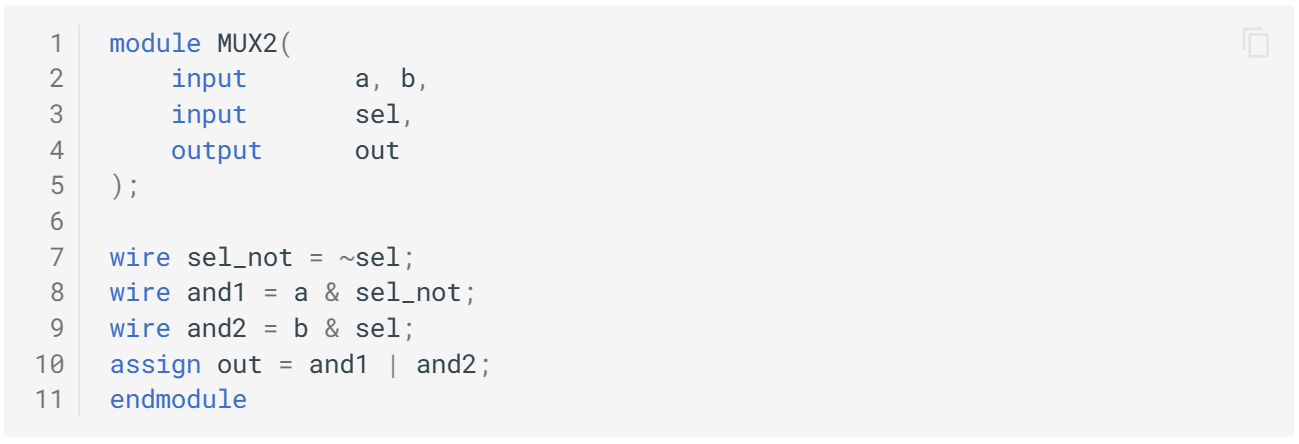 1 module MUX2(
2     input       a, b,
3     input       sel,
4     output      out
5 );
6
7 wire sel_not = ~sel;
8 wire and1 = a & sel_not;
9 wire and2 = b & sel;
10 assign out = and1 | and2;
11 endmodule